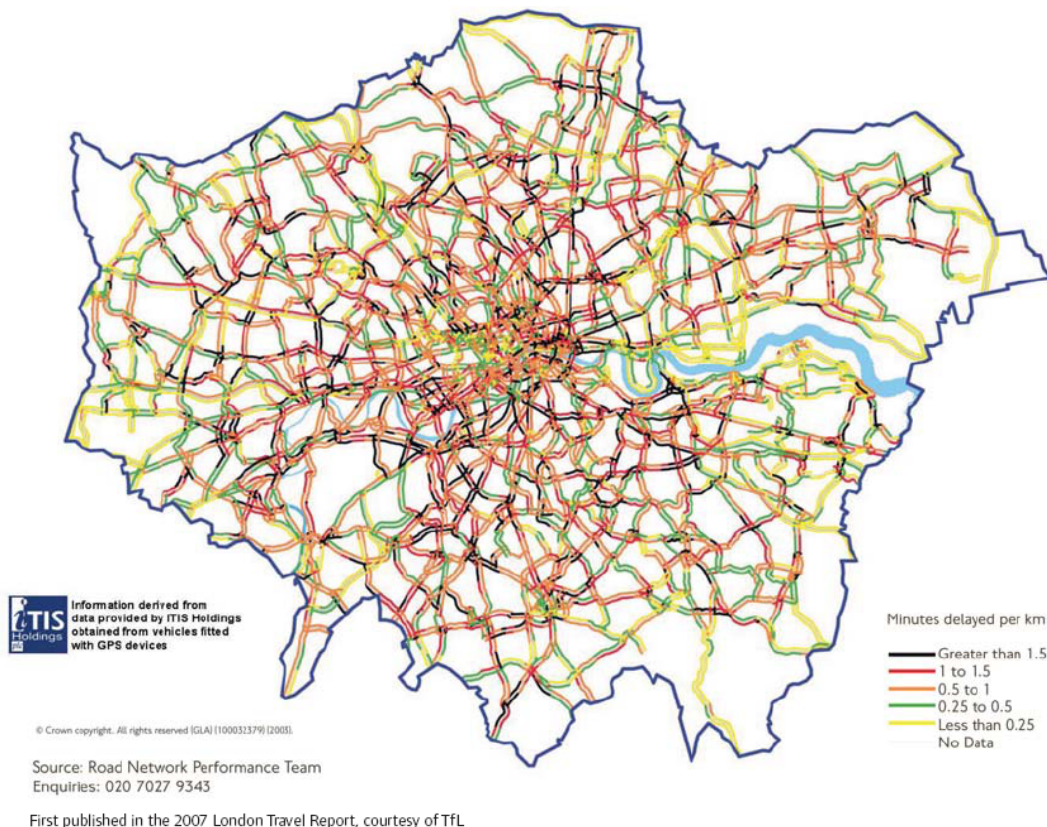 iTIS
Holdings
plc
Information derived from
data provided by ITIS Holdings
obtained from vehicles fitted
with GPS devices
Minutes delayed per km
Greater than 1.5
1 to 1.5
0.5 to 1
0.25 to 0.5
Less than 0.25
No Data
© Crown copyright. All rights reserved (GLA) (100032379) (2003).
Source: Road Network Performance Team
Enquiries: 020 7027 9343
First published in the 2007 London Travel Report, courtesy of TfL